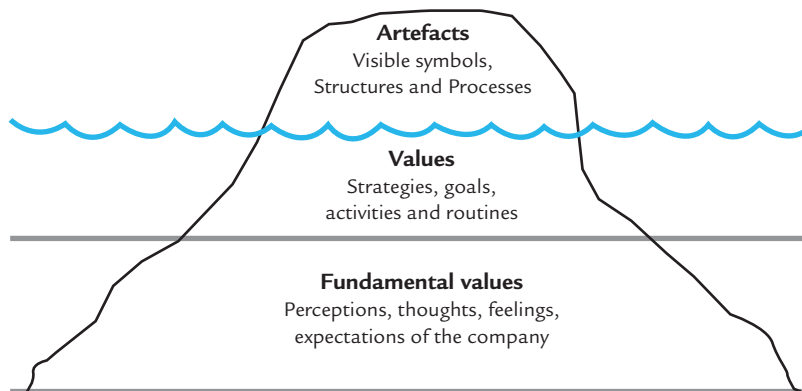 Artefacts
Visible symbols,
Structures and Processes
Values
Strategies, goals,
activities and routines
Fundamental values
Perceptions, thoughts, feelings,
expectations of the company